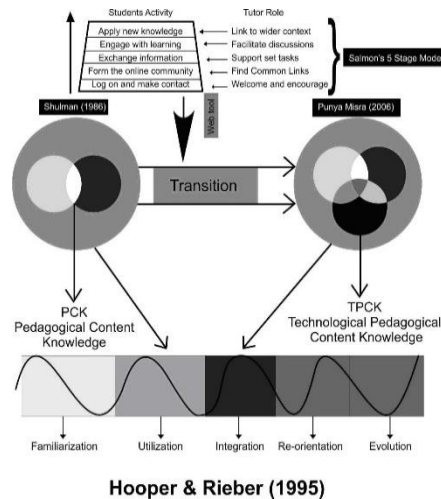 Students Activity
Tutor Role
Apply new knowledge
Link to wider context
Engage with learning
Facilitate discussions
Exchange information
Support set tasks
Form the online community
Find Common Links
Log on and make contact
Welcome and encourage
Salmon's 5 Stage Model
Web tool
Shulman (1986)
Punya Misra (2006)
Transition
PCK
Pedagogical Content
Knowledge
TPCK
Technological Pedagogical
Content Knowledge
Familiarization
Utilization
Integration
Re-orientation
Evolution
Hooper & Rieber (1995)